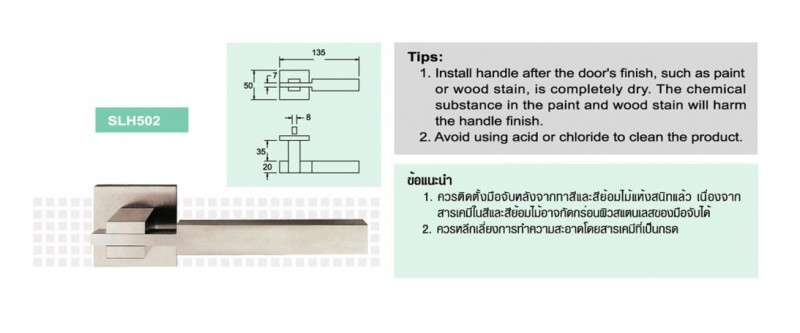 SLH502
135
7
50
8
35
20
Tips:
1. Install handle after the door's finish, such as paint
or wood stain, is completely dry. The chemical
substance in the paint and wood stain will harm
the handle finish.
2. Avoid using acid or chloride to clean the product.
ข้อแนะนำ
1. ควรติดตั้งมือจับหลังจากทาสีและสีย้อมไม้แห้งสนิทแล้ว เนื่องจาก
สารเคมีในสีและสีย้อมไม้อาจกัดกร่อนผิวสแตนเลสของมือจับได้
2. ควรหลีกเลี่ยงการทำความสะอาดโดยสารเคมีที่เป็นกรด